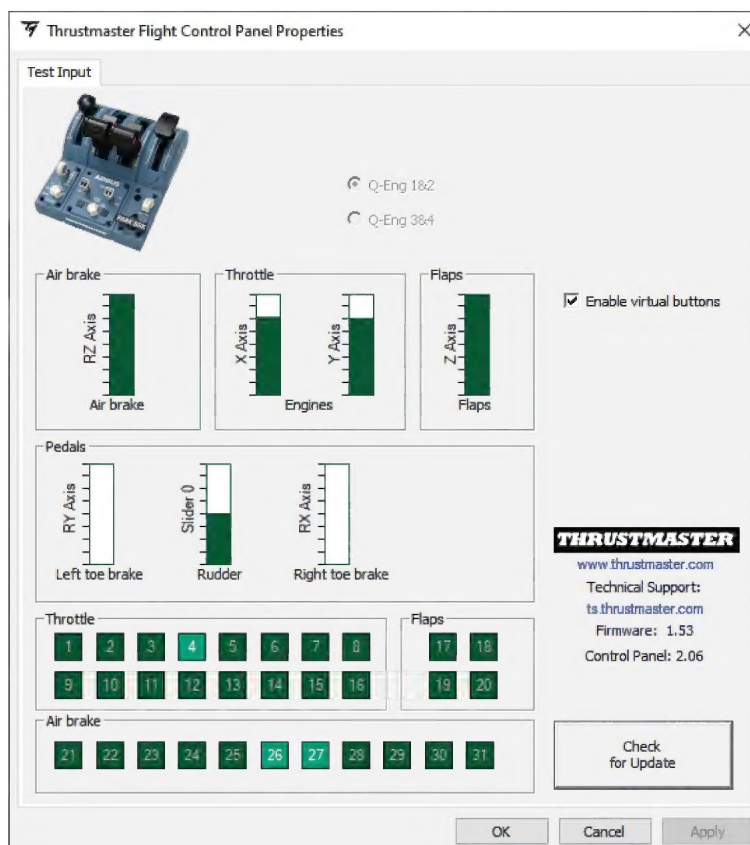 Thrustmaster Flight Control Panel Properties
Test Input
AIRBUS
PARK BRK
Q-Eng 1&2
Q-Eng 3&4
Air brake
RZ Axis
Air brake
Throttle
X Axis
Y Axis
Engines
Flaps
Z Axis
Flaps
Enable virtual buttons
Pedals
RY Axis
Left toe brake
Slider 0
Rudder
RX Axis
Right toe brake
THRUSTMASTER
www.thrustmaster.com
Technical Support:
ts.thrustmaster.com
Firmware: 1.53
Control Panel: 2.06
Throttle
1 2 3 4 5 6 7 8
9 10 11 12 13 14 15 16
Flaps
17 18
19 20
Air brake
21 22 23 24 25 26 27 28 29 30 31
Check
for Update
OK Cancel Apply